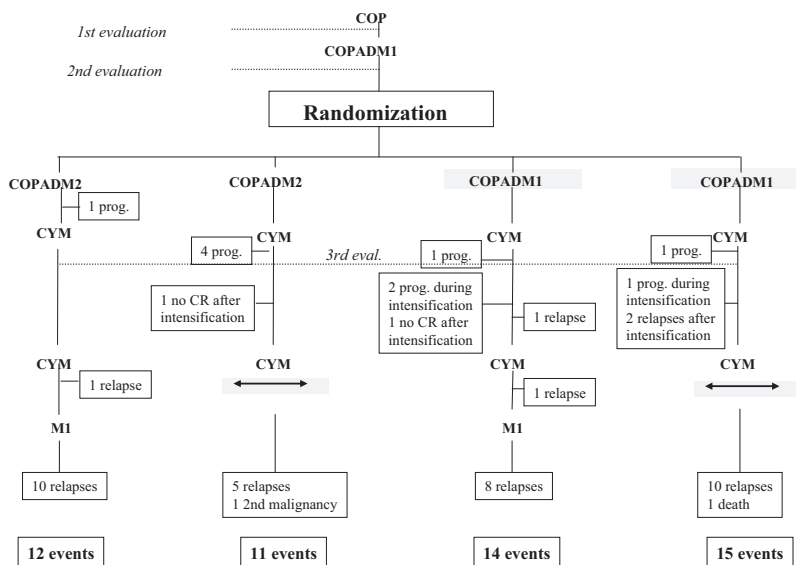 COP
1st evaluation
COPADM1
2nd evaluation
Randomization
COPADM2 COPADM2 COPADM1 COPADM1
1 prog.
CYM CYM CYM CYM
4 prog. 3rd eval. 1 prog. 1 prog.
1 no CR after
intensification
2 prog. during
intensification
1 no CR after
intensification
1 relapse
1 prog. during
intensification
2 relapses after
intensification
CYM CYM CYM CYM
1 relapse 1 relapse
M1 M1
10 relapses
5 relapses
1 2nd malignancy
8 relapses
10 relapses
1 death
12 events 11 events 14 events 15 events